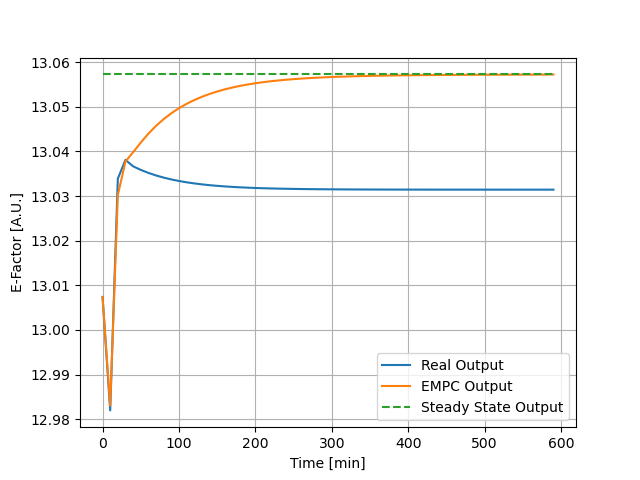 13.06
13.05
13.04
13.03
13.02
13.01
13.00
12.99
12.98
E-Factor [A.U.]
0 100 200 300 400 500 600
Time [min]
Real Output
EMPC Output
Steady State Output